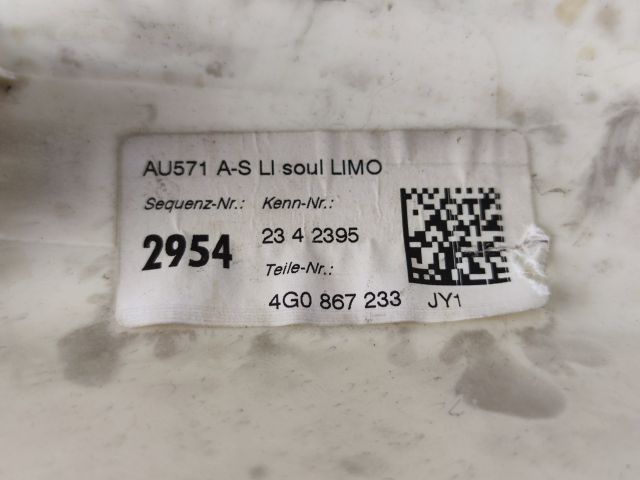 AU571 A-S LI soul LIMO
Sequenz-Nr.: Kenn-Nr.:
2954 23 4 2395
Teile-Nr.:
4G0 867 233 JY1